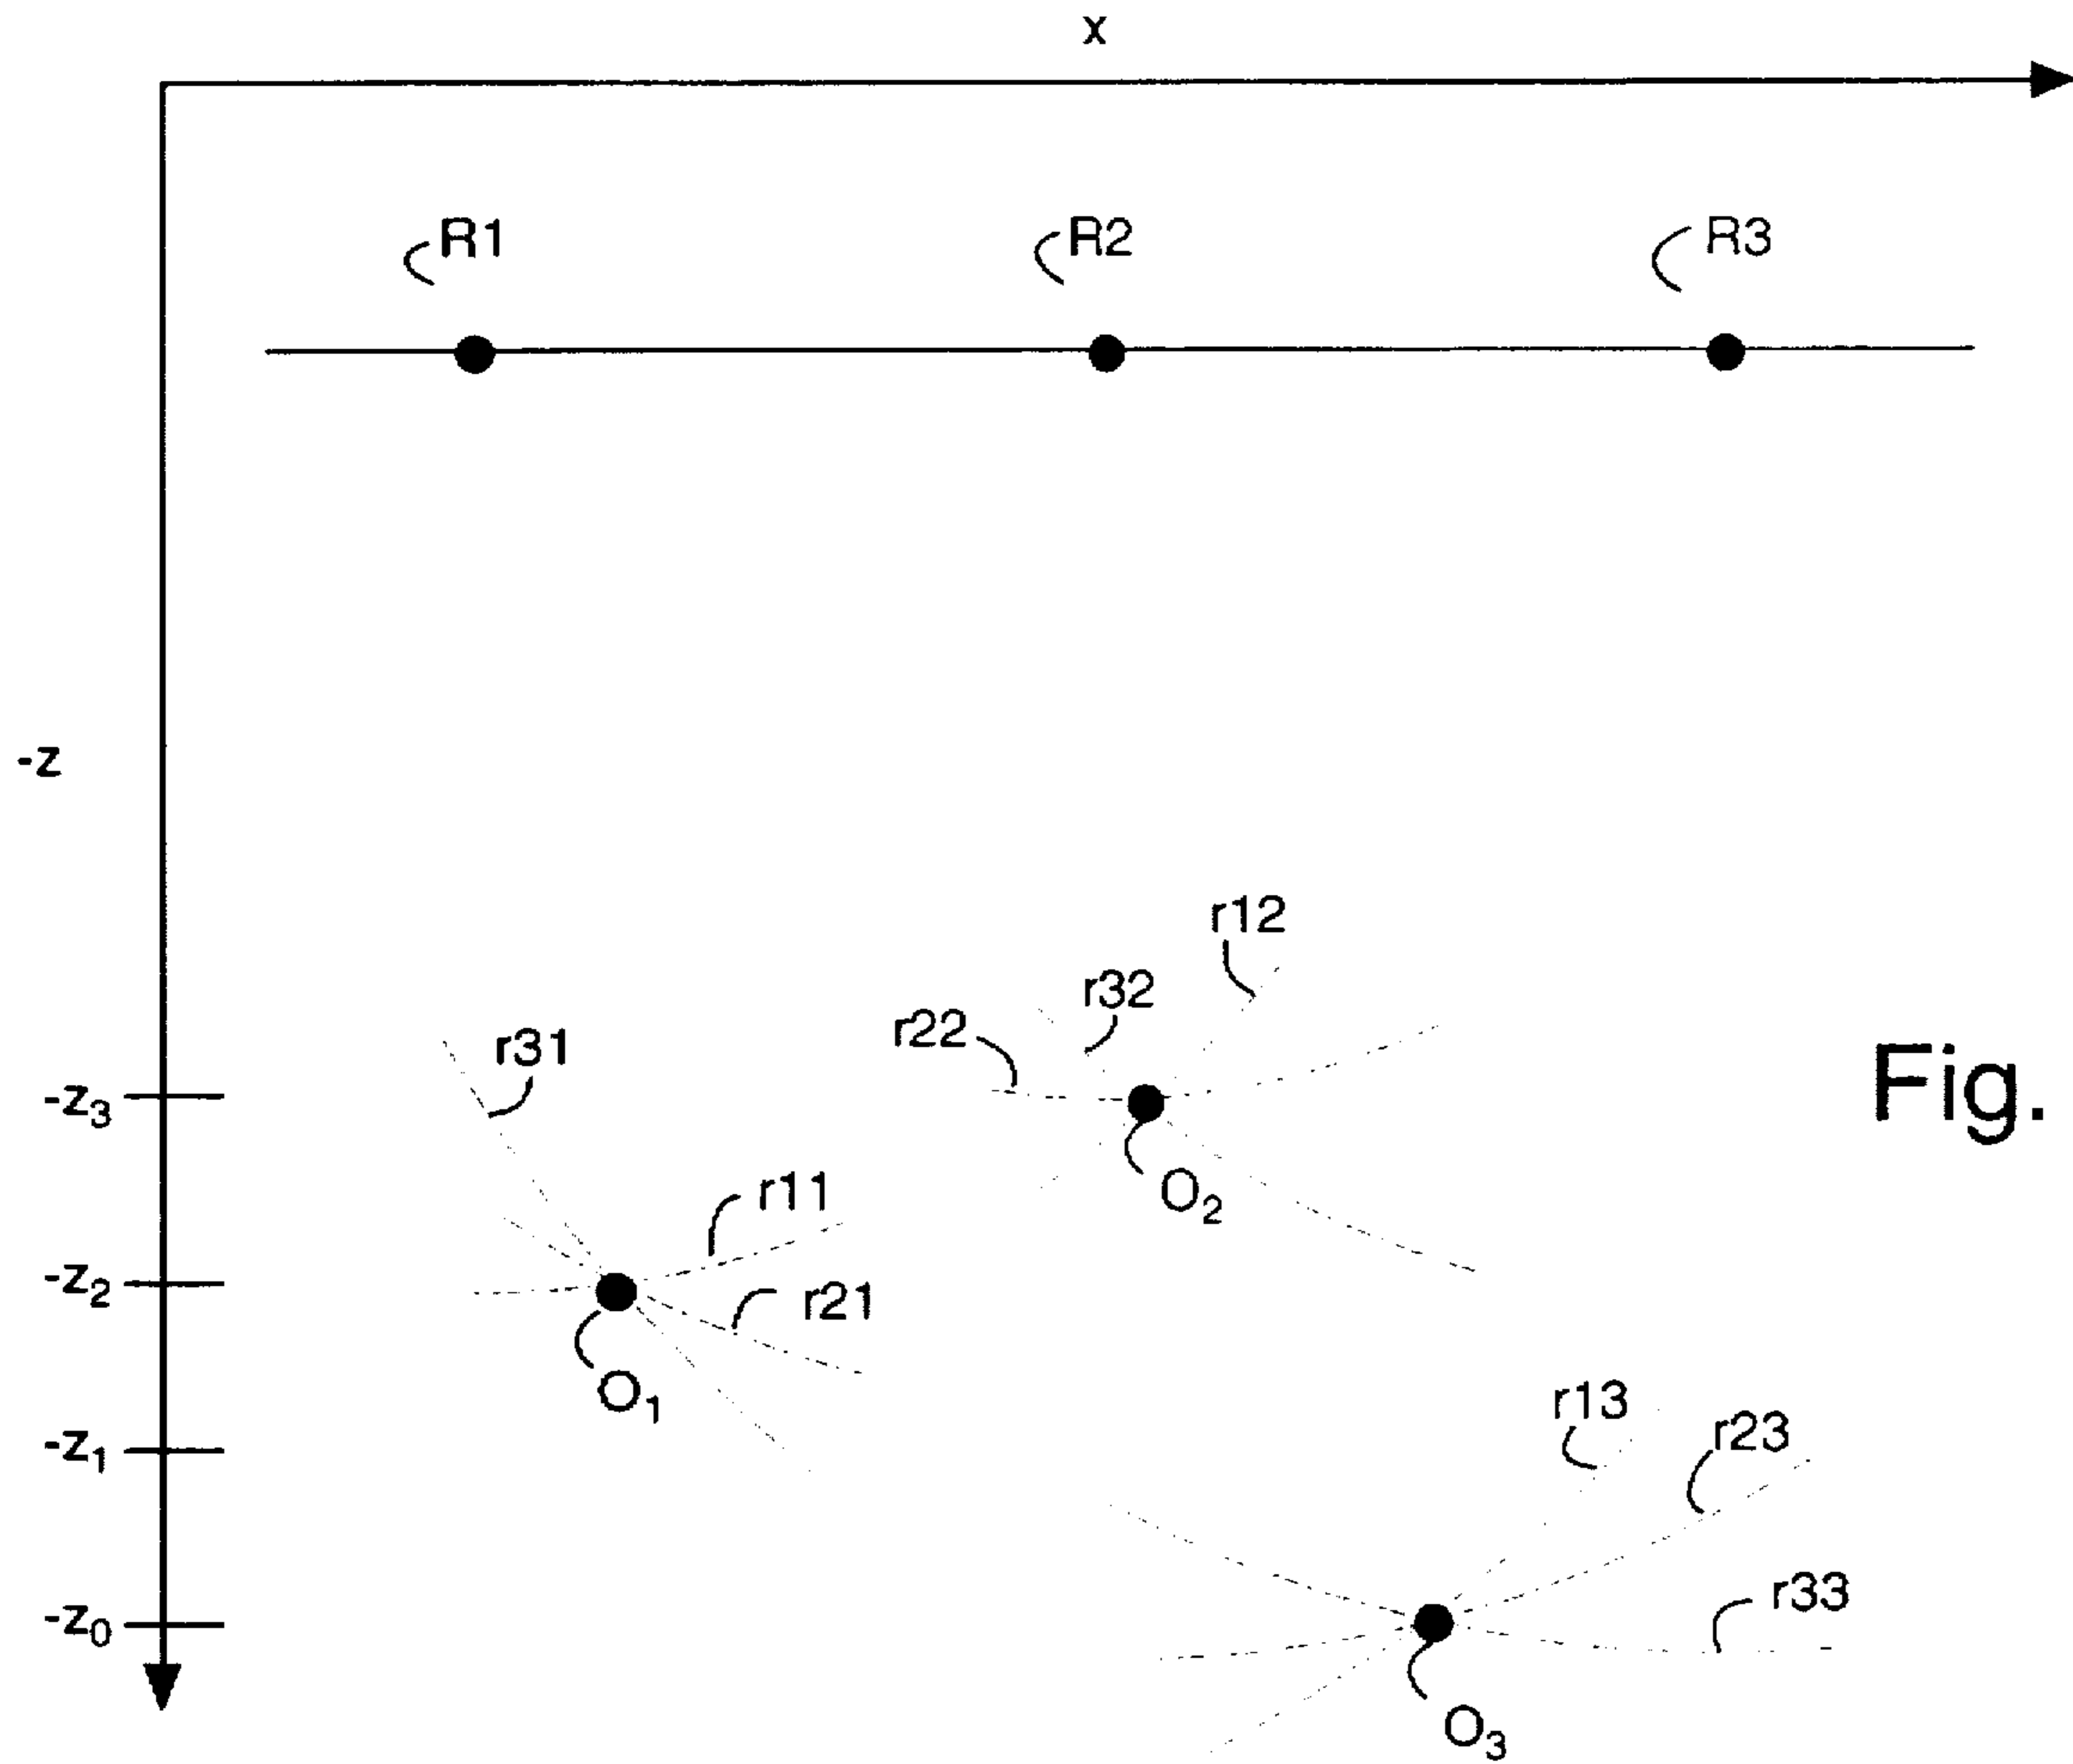 x
R1 R2 R3
-z
r12
r32
r22
r31
Fig.
-z3
r11
O2
-z2
r21
O1
r13
-z1
r23
r33
-z0
O3